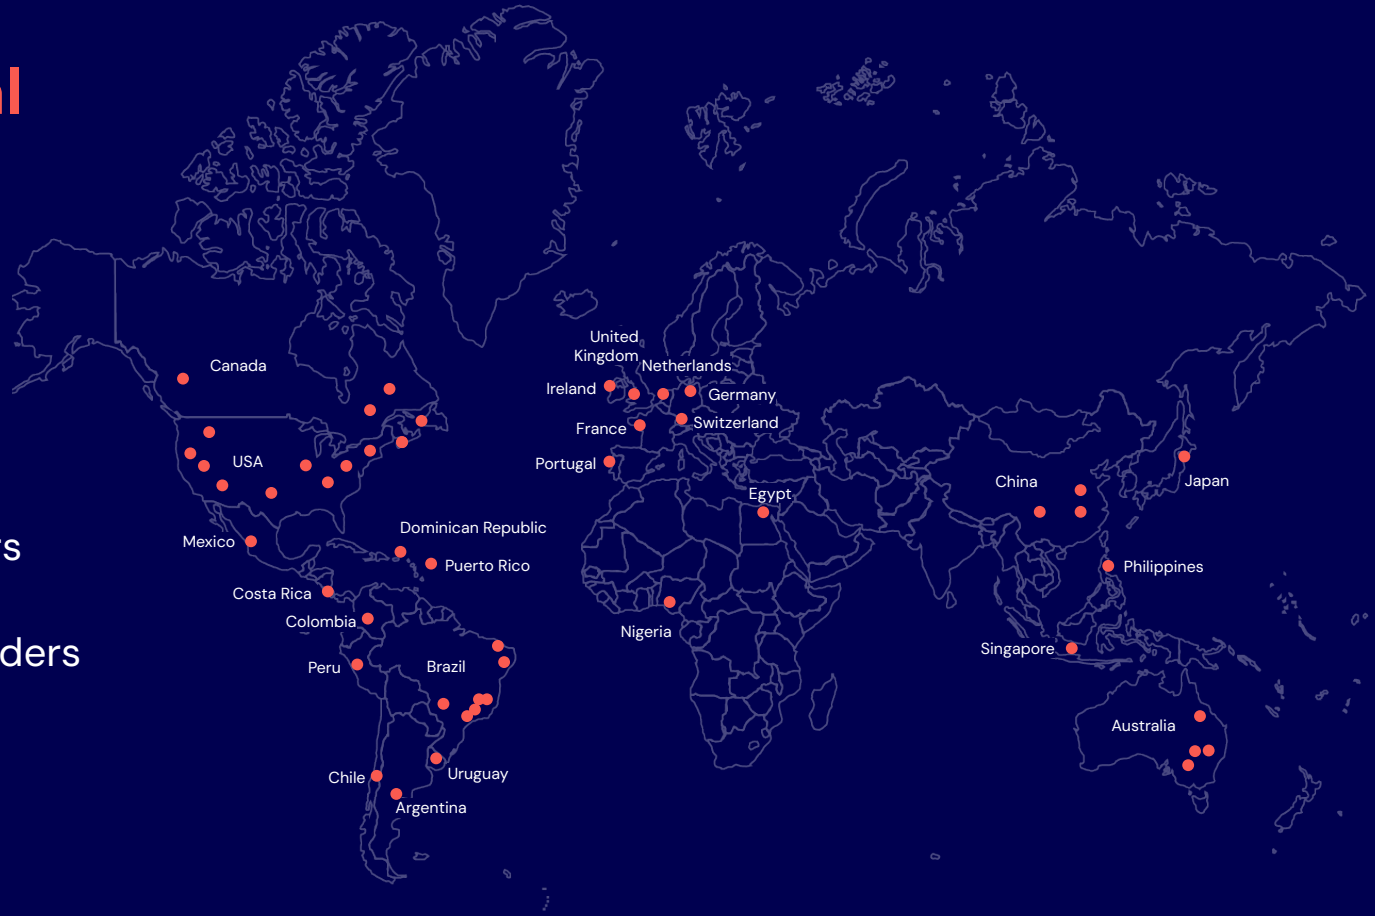 l
United
Kingdom
Netherlands
Canada
Ireland
Germany
France
Switzerland
Portugal
USA
China
Japan
Egypt
Dominican Republic
Mexico
rs
Puerto Rico
Philippines
Costa Rica
Colombia
Nigeria
Singapore
ders
Peru
Brazil
Australia
Chile
Uruguay
Argentina